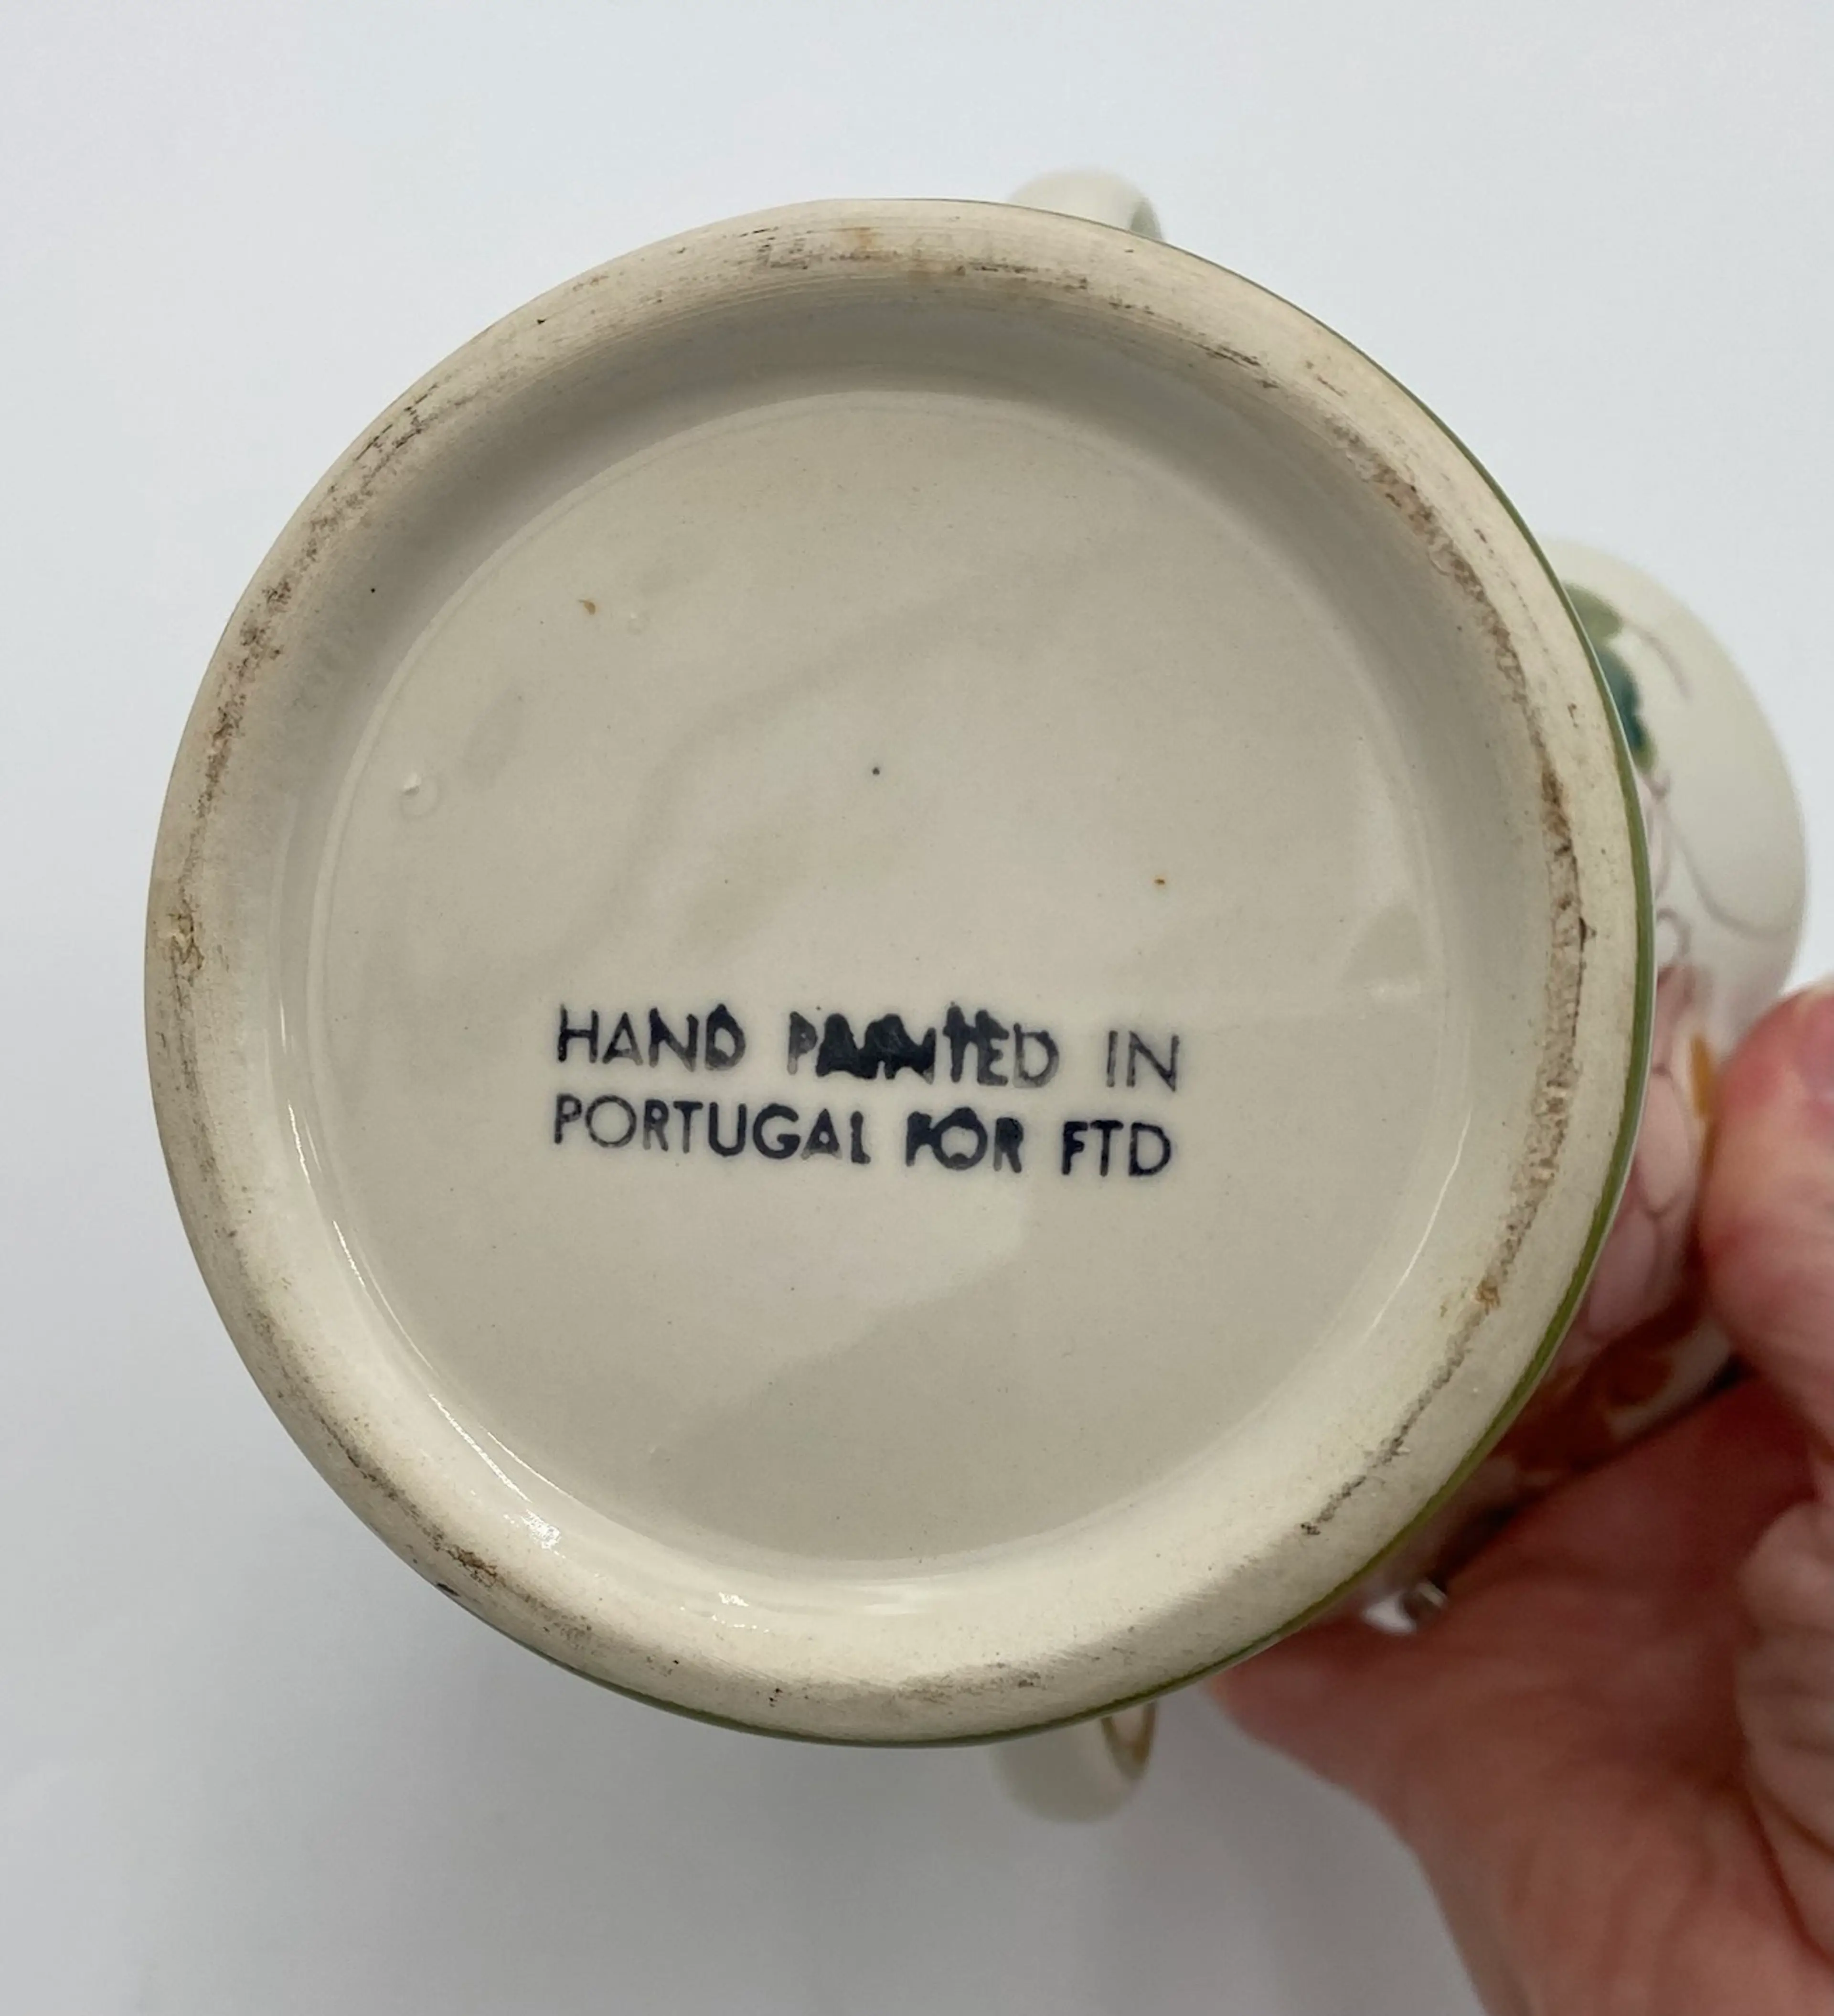 HAND PAINTED IN
PORTUGAL FOR FTD